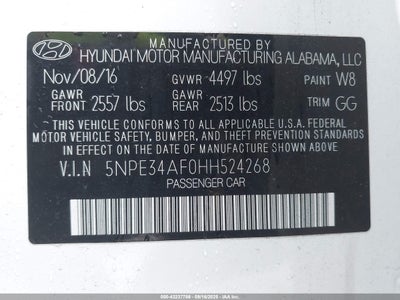 MANUFACTURED BY
HYUNDAI MOTOR MANUFACTURING ALABAMA, LLC
Nov/08/16 GVWR 4497 lbs PAINT W8
GAWR FRONT 2557 lbs GAWR REAR 2513 lbs TRIM GG
THIS VEHICLE CONFORMS TO ALL APPLICABLE U.S.A. FEDERAL
MOTOR VEHICLE SAFETY, BUMPER, AND THEFT PREVENTION
STANDARDS IN EFFECT ON THE DATE OF MANUFACTURE
V.I.N 5NPE34AF0HH524268
PASSENGER CAR